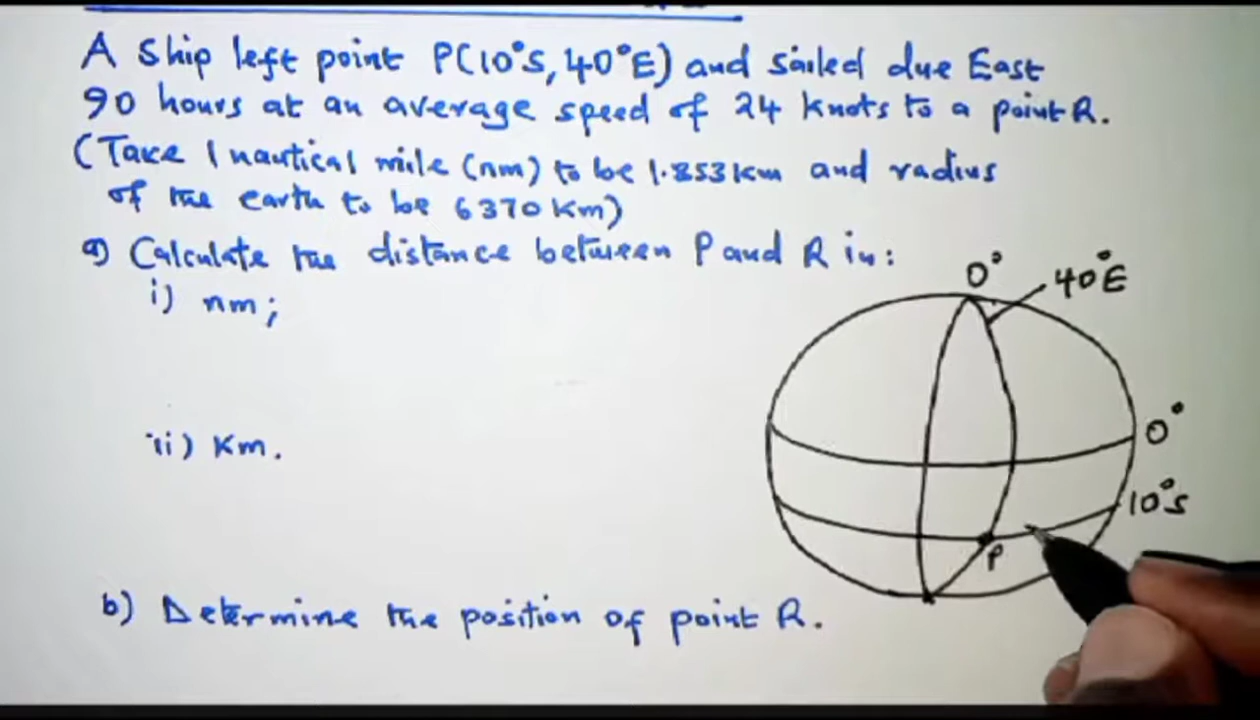 A Ship left point P(10°S, 40°E) and sailed due East
90 hours at an average speed of 24 knots to a point R.
(Take 1 nautical mile (nm) to be 1.853 km and radius
of the earth to be 6370 Km)
a) Calculate the distance between P and R in:
i) nm;
ii) Km.
b) Determine the position of point R.
0°
40°E
0°
10°S
P